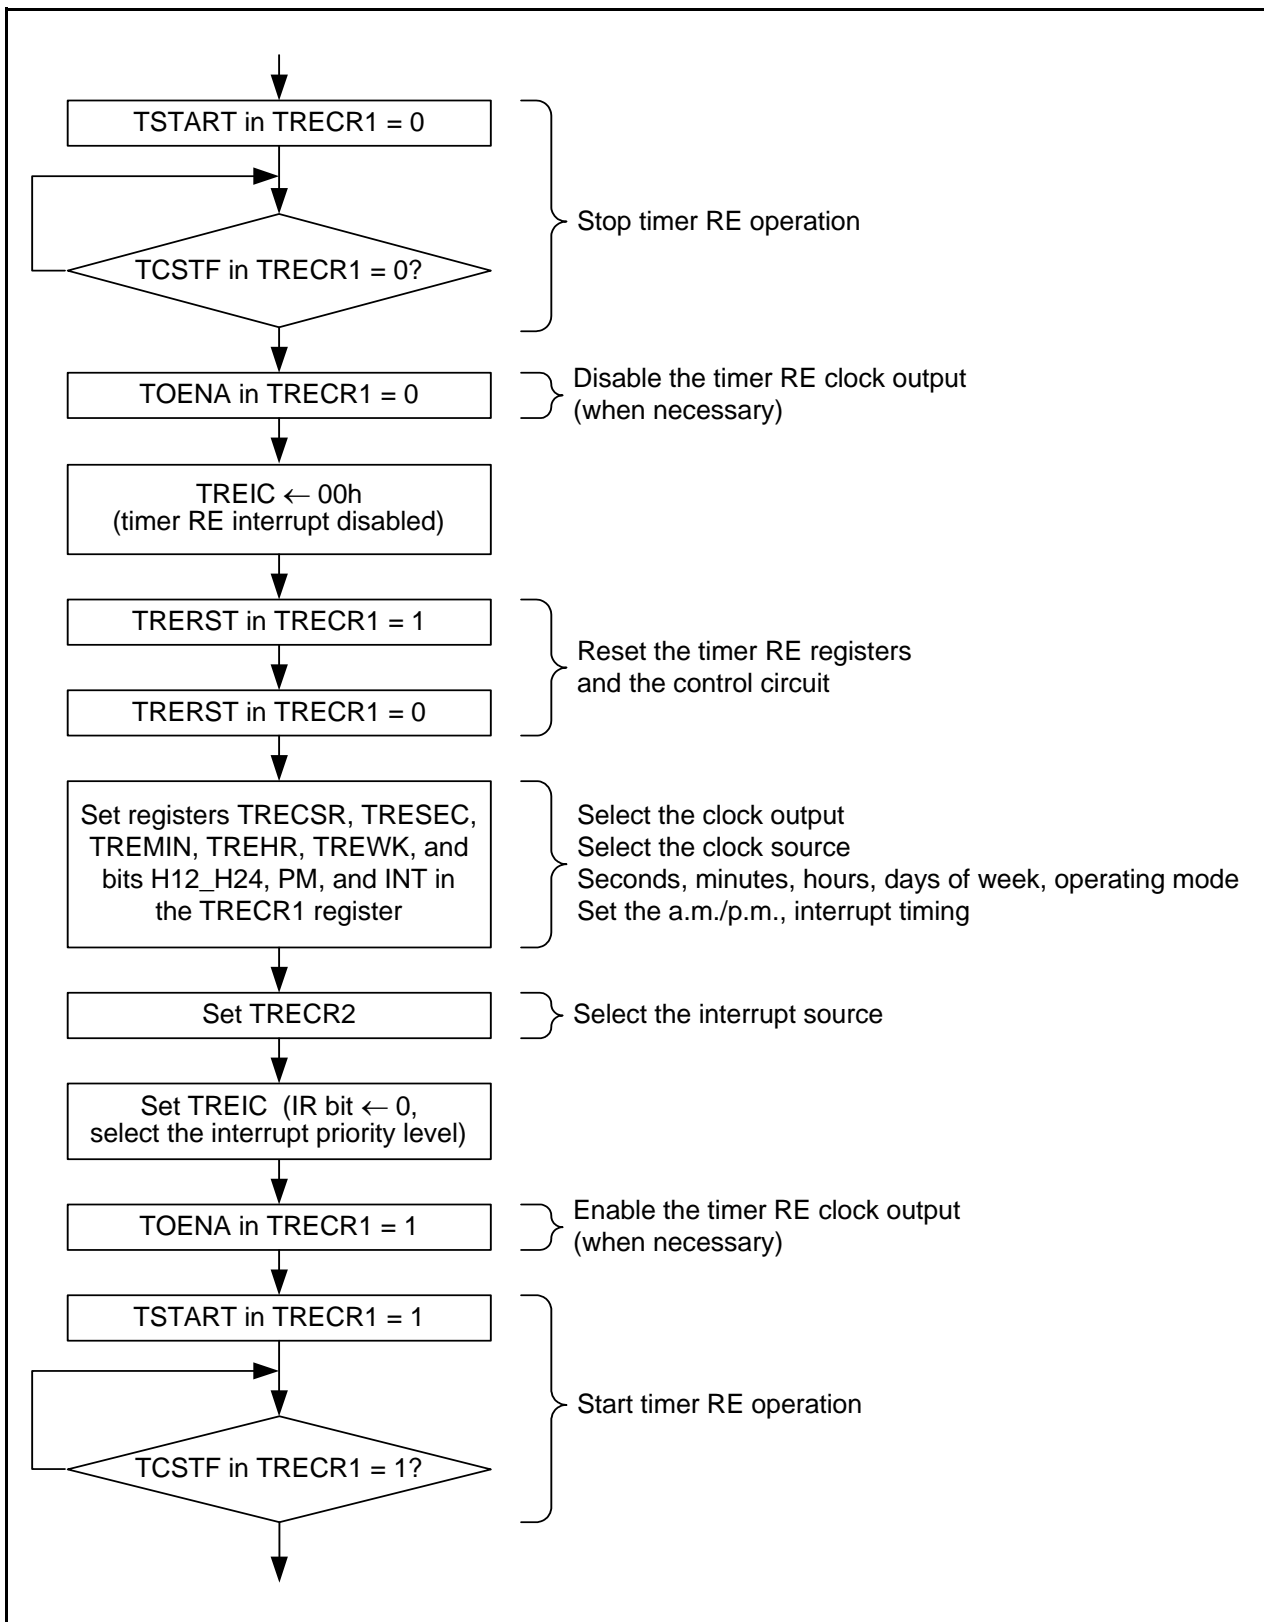 TSTART in TRECR1 = 0
TCSTF in TRECR1 = 0?
Stop timer RE operation
TOENA in TRECR1 = 0
Disable the timer RE clock output
(when necessary)
TREIC ← 00h
(timer RE interrupt disabled)
TRERST in TRECR1 = 1
TRERST in TRECR1 = 0
Reset the timer RE registers
and the control circuit
Set registers TRECSR, TRESEC,
TREMIN, TREHR, TREWK, and
bits H12_H24, PM, and INT in
the TRECR1 register
Select the clock output
Select the clock source
Seconds, minutes, hours, days of week, operating mode
Set the a.m./p.m., interrupt timing
Set TRECR2
Select the interrupt source
Set TREIC (IR bit ← 0,
select the interrupt priority level)
TOENA in TRECR1 = 1
Enable the timer RE clock output
(when necessary)
TSTART in TRECR1 = 1
TCSTF in TRECR1 = 1?
Start timer RE operation